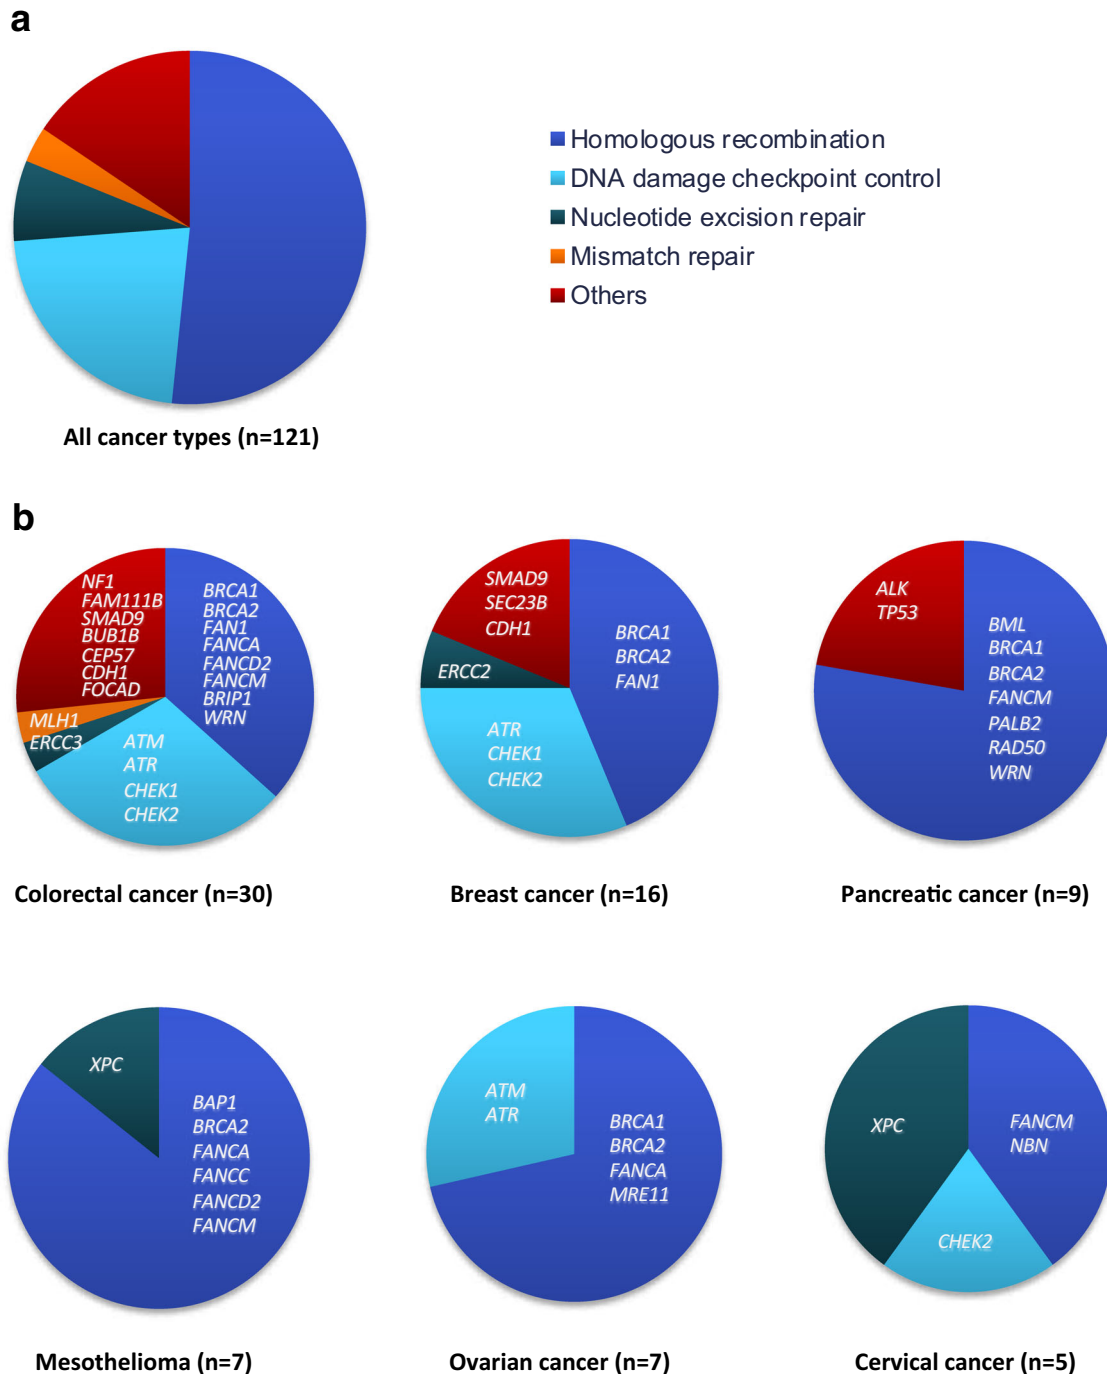 a
Homologous recombination
DNA damage checkpoint control
Nucleotide excision repair
Mismatch repair
Others
All cancer types (n=121)
b
NF1
FAM111B
SMAD9
BUB1B
CEP57
CDH1
FOCAD
MLH1
ERCC3
BRCA1
BRCA2
FAN1
FANCA
FANCD2
FANCM
BRIP1
WRN
ATM
ATR
CHEK1
CHEK2
Colorectal cancer (n=30)
SMAD9
SEC23B
CDH1
ERCC2
BRCA1
BRCA2
FAN1
ATR
CHEK1
CHEK2
Breast cancer (n=16)
ALK
TP53
BML
BRCA1
BRCA2
FANCM
PALB2
RAD50
WRN
Pancreatic cancer (n=9)
XPC
BAP1
BRCA2
FANCA
FANCC
FANCD2
FANCM
Mesothelioma (n=7)
ATM
ATR
BRCA1
BRCA2
FANCA
MRE11
Ovarian cancer (n=7)
XPC
FANCM
NBN
CHEK2
Cervical cancer (n=5)